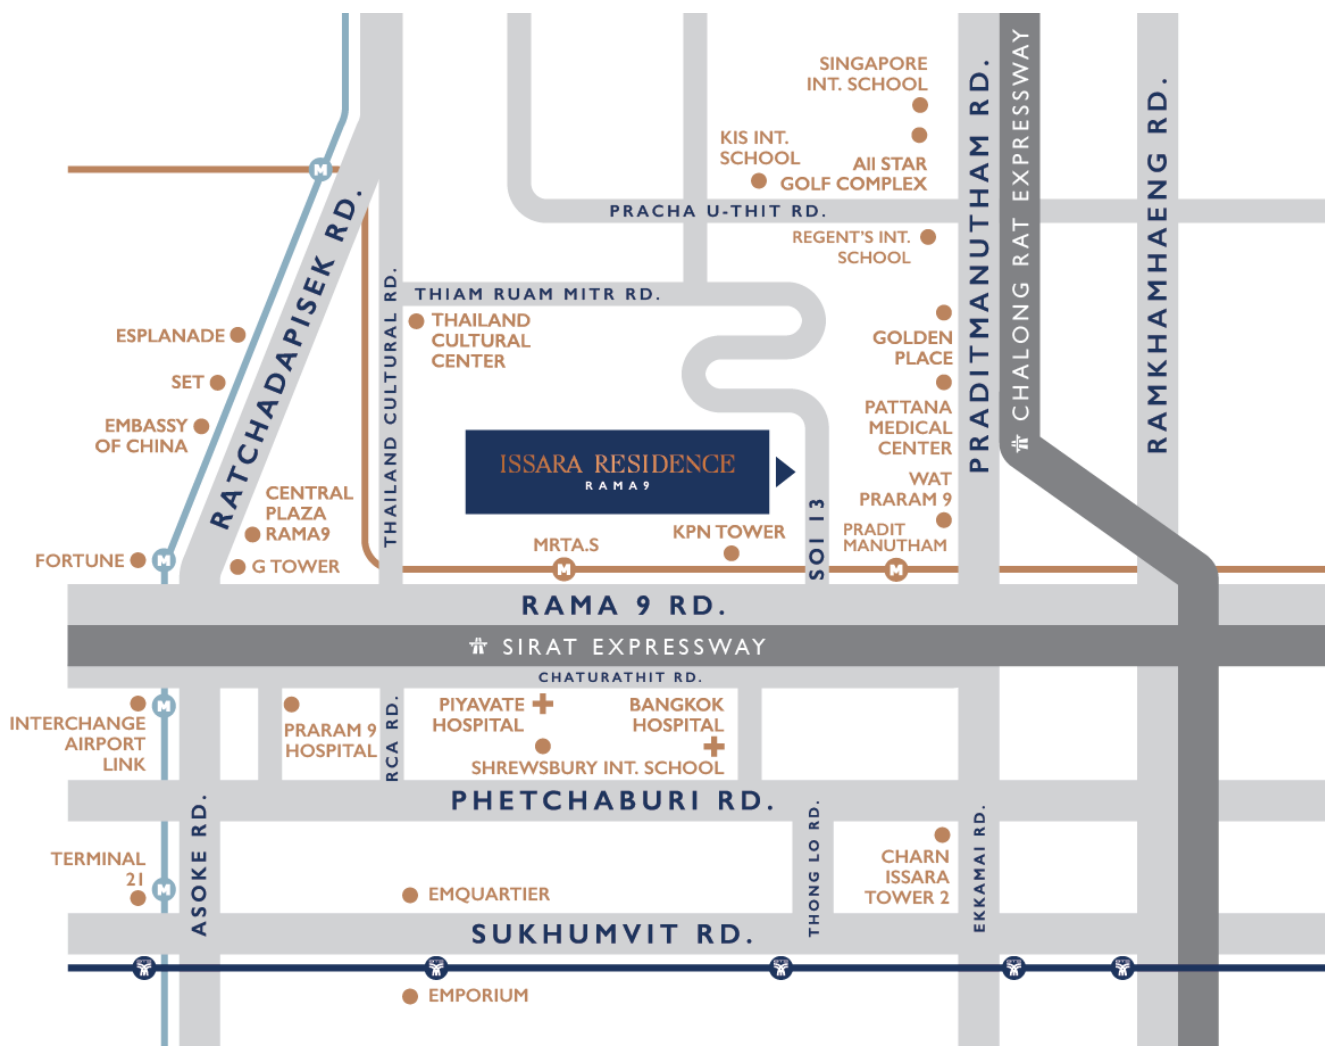 SINGAPORE
INT. SCHOOL
KIS INT.
SCHOOL
All STAR
GOLF COMPLEX
PRACHA U-THIT RD.
REGENT'S INT.
SCHOOL
PRADITMANUTHAM RD.
CHALONG RAT EXPRESSWAY
RAMKHAMHAENG RD.
RATCHADAPISEK RD.
THAILAND CULTURAL RD.
THIAM RUAM MITR RD.
THAILAND
CULTURAL
CENTER
ESPLANADE
SET
EMBASSY
OF CHINA
GOLDEN
PLACE
PATTANA
MEDICAL
CENTER
WAT
PRARAM 9
PRADIT
MANUTHAM
M
ISSARA RESIDENCE
RAMA9
SOI 13
CENTRAL
PLAZA
RAMA9
G TOWER
FORTUNE
M
MRTA.S
M
KPN TOWER
M
RAMA 9 RD.
SIRAT EXPRESSWAY
CHATURATHIT RD.
M
INTERCHANGE
AIRPORT
LINK
PRARAM 9
HOSPITAL
RCA RD.
PIYAVATE
HOSPITAL
BANGKOK
HOSPITAL
SHREWSBURY INT. SCHOOL
PHETCHABURI RD.
ASOKE RD.
THONG LO RD.
EKKAMAI RD.
TERMINAL
21
M
EMQUARTIER
CHARN
ISSARA
TOWER 2
SUKHUMVIT RD.
EMPORIUM